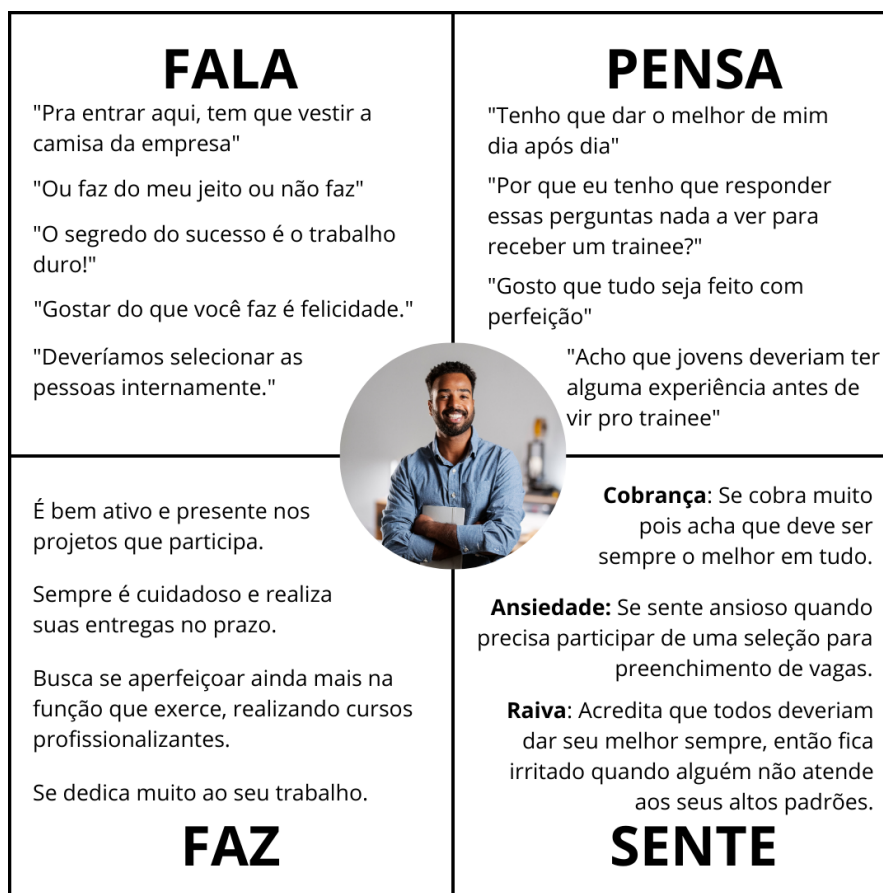 FALA
"Pra entrar aqui, tem que vestir a
camisa da empresa"
"Ou faz do meu jeito ou não faz"
"O segredo do sucesso é o trabalho
duro!"
"Gostar do que você faz é felicidade."
"Deveríamos selecionar as
pessoas internamente."
PENSA
"Tenho que dar o melhor de mim
dia após dia"
"Por que eu tenho que responder
essas perguntas nada a ver para
receber um trainee?"
"Gosto que tudo seja feito com
perfeição"
"Acho que jovens deveriam ter
alguma experiência antes de
vir pro trainee"
É bem ativo e presente nos
projetos que participa.
Sempre é cuidadoso e realiza
suas entregas no prazo.
Busca se aperfeiçoar ainda mais na
função que exerce, realizando cursos
profissionalizantes.
Se dedica muito ao seu trabalho.
FAZ
Cobrança: Se cobra muito
pois acha que deve ser
sempre o melhor em tudo.
Ansiedade: Se sente ansioso quando
precisa participar de uma seleção para
preenchimento de vagas.
Raiva: Acredita que todos deveriam
dar seu melhor sempre, então fica
irritado quando alguém não atende
aos seus altos padrões.
SENTE